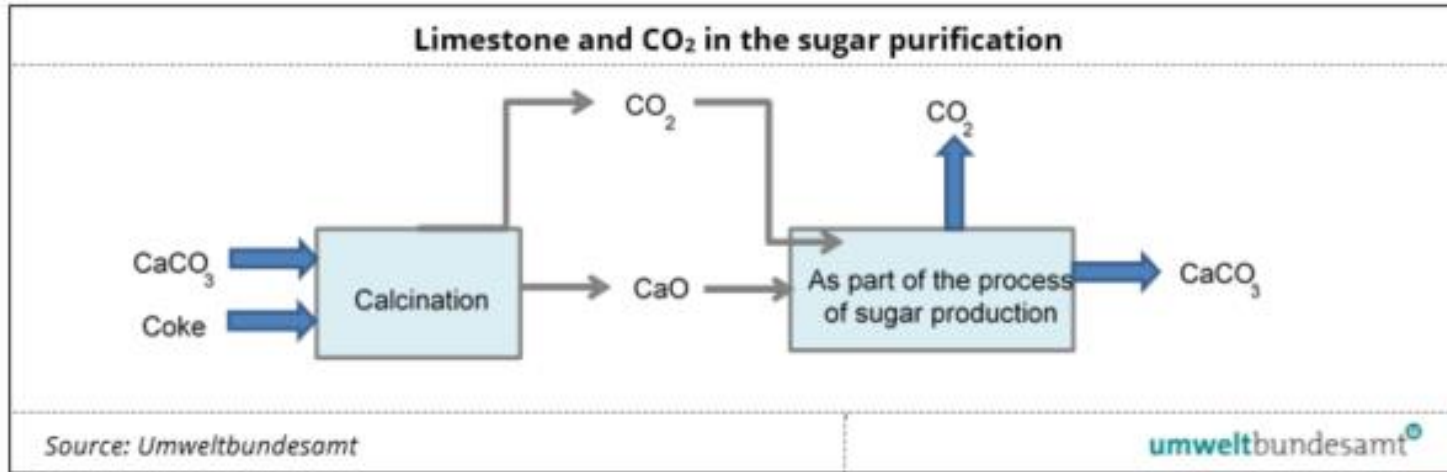 Limestone and CO₂ in the sugar purification
CO₂
CO₂
CaCO₃
Coke
Calcination
CaO
As part of the process
of sugar production
CaCO₃
Source: Umweltbundesamt
umweltbundesamt